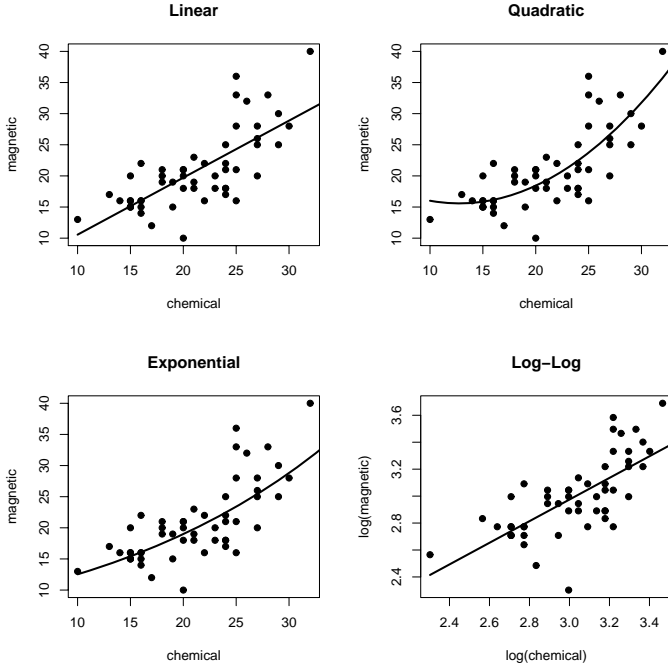 Linear
magnetic
10 15 20 25 30 35 40
10 15 20 25 30
chemical
Quadratic
magnetic
10 15 20 25 30 35 40
10 15 20 25 30
chemical
Exponential
magnetic
10 15 20 25 30 35 40
10 15 20 25 30
chemical
Log−Log
log(magnetic)
2.4 2.8 3.2 3.6
2.4 2.6 2.8 3.0 3.2 3.4
log(chemical)